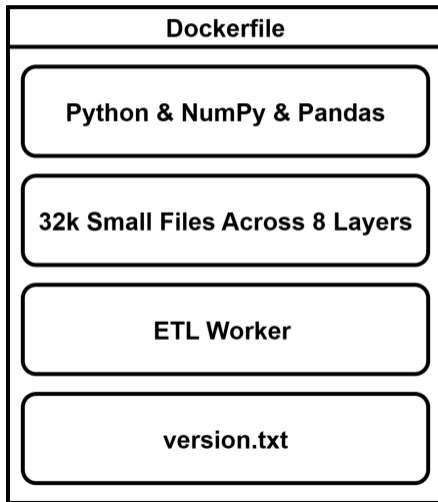 Dockerfile
Python & NumPy & Pandas
32k Small Files Across 8 Layers
ETL Worker
version.txt